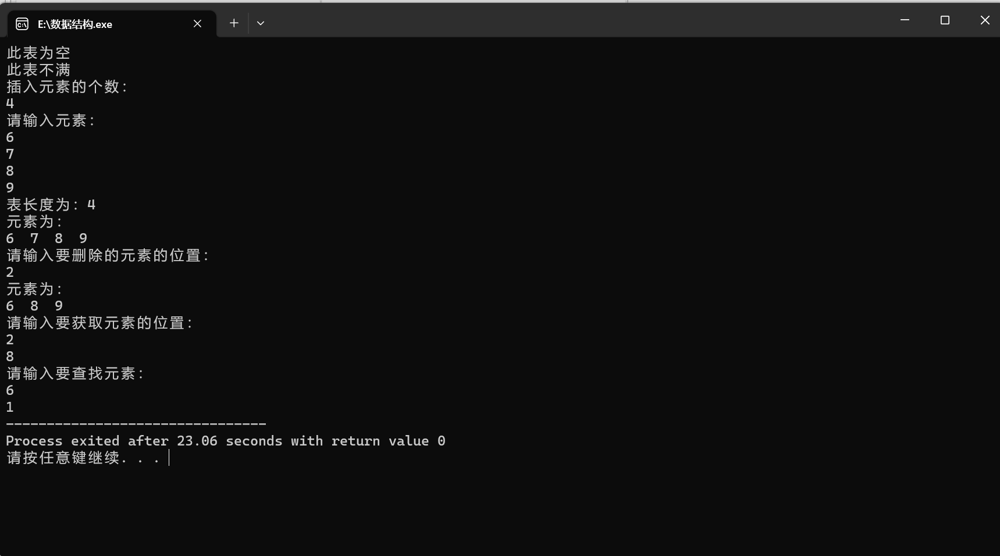 E:\数据结构.exe
此表为空
此表不满
插入元素的个数：
4
请输入元素：
6
7
8
9
表长度为：4
元素为：
6  7  8  9
请输入要删除的元素的位置：
2
元素为：
6  8  9
请输入要获取元素的位置：
2
8
请输入要查找元素：
6
1
--------------------------------
Process exited after 23.06 seconds with return value 0
请按任意键继续. . .